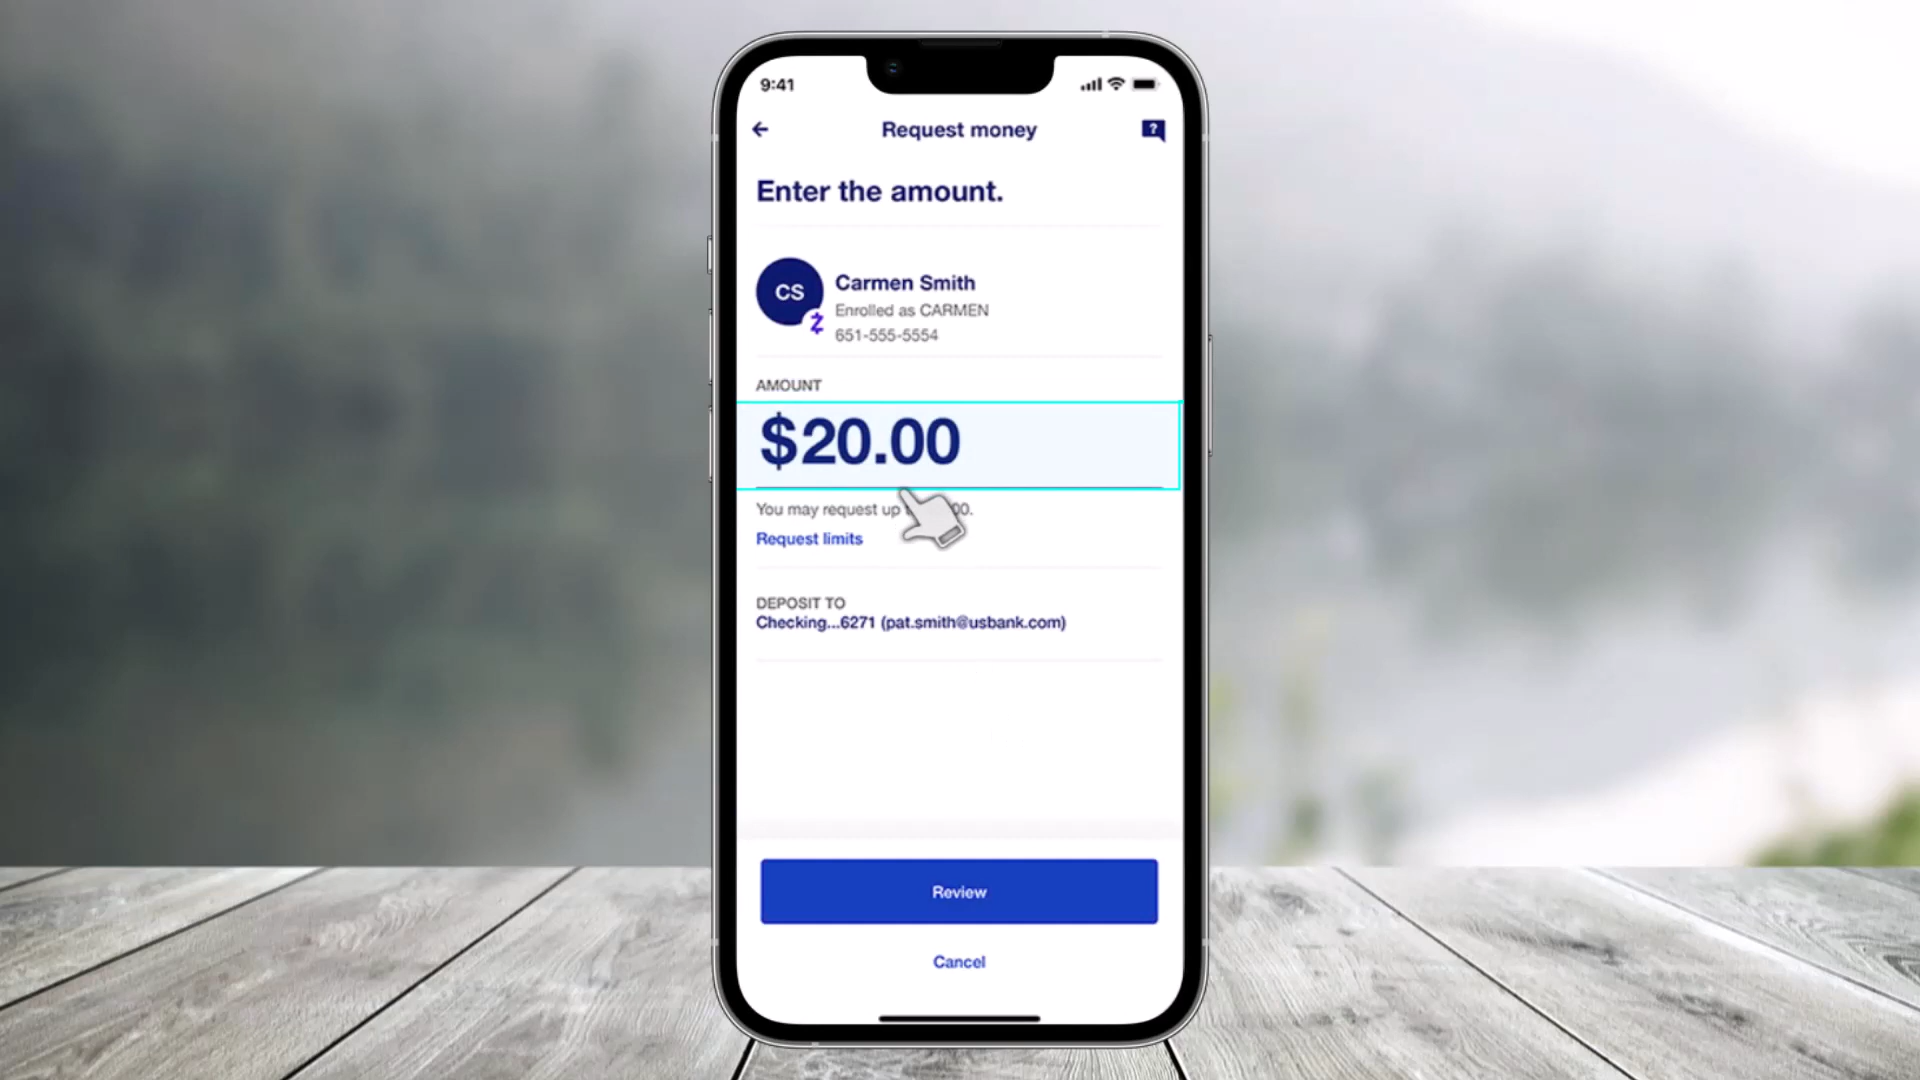 9:41
Request money
?
Enter the amount.
CS
Carmen Smith
Enrolled as CARMEN
651-555-5554
AMOUNT
$20.00
You may request up 00.
Request limits
DEPOSIT TO
Checking...6271 (pat.smith@usbank.com)
Review
Cancel